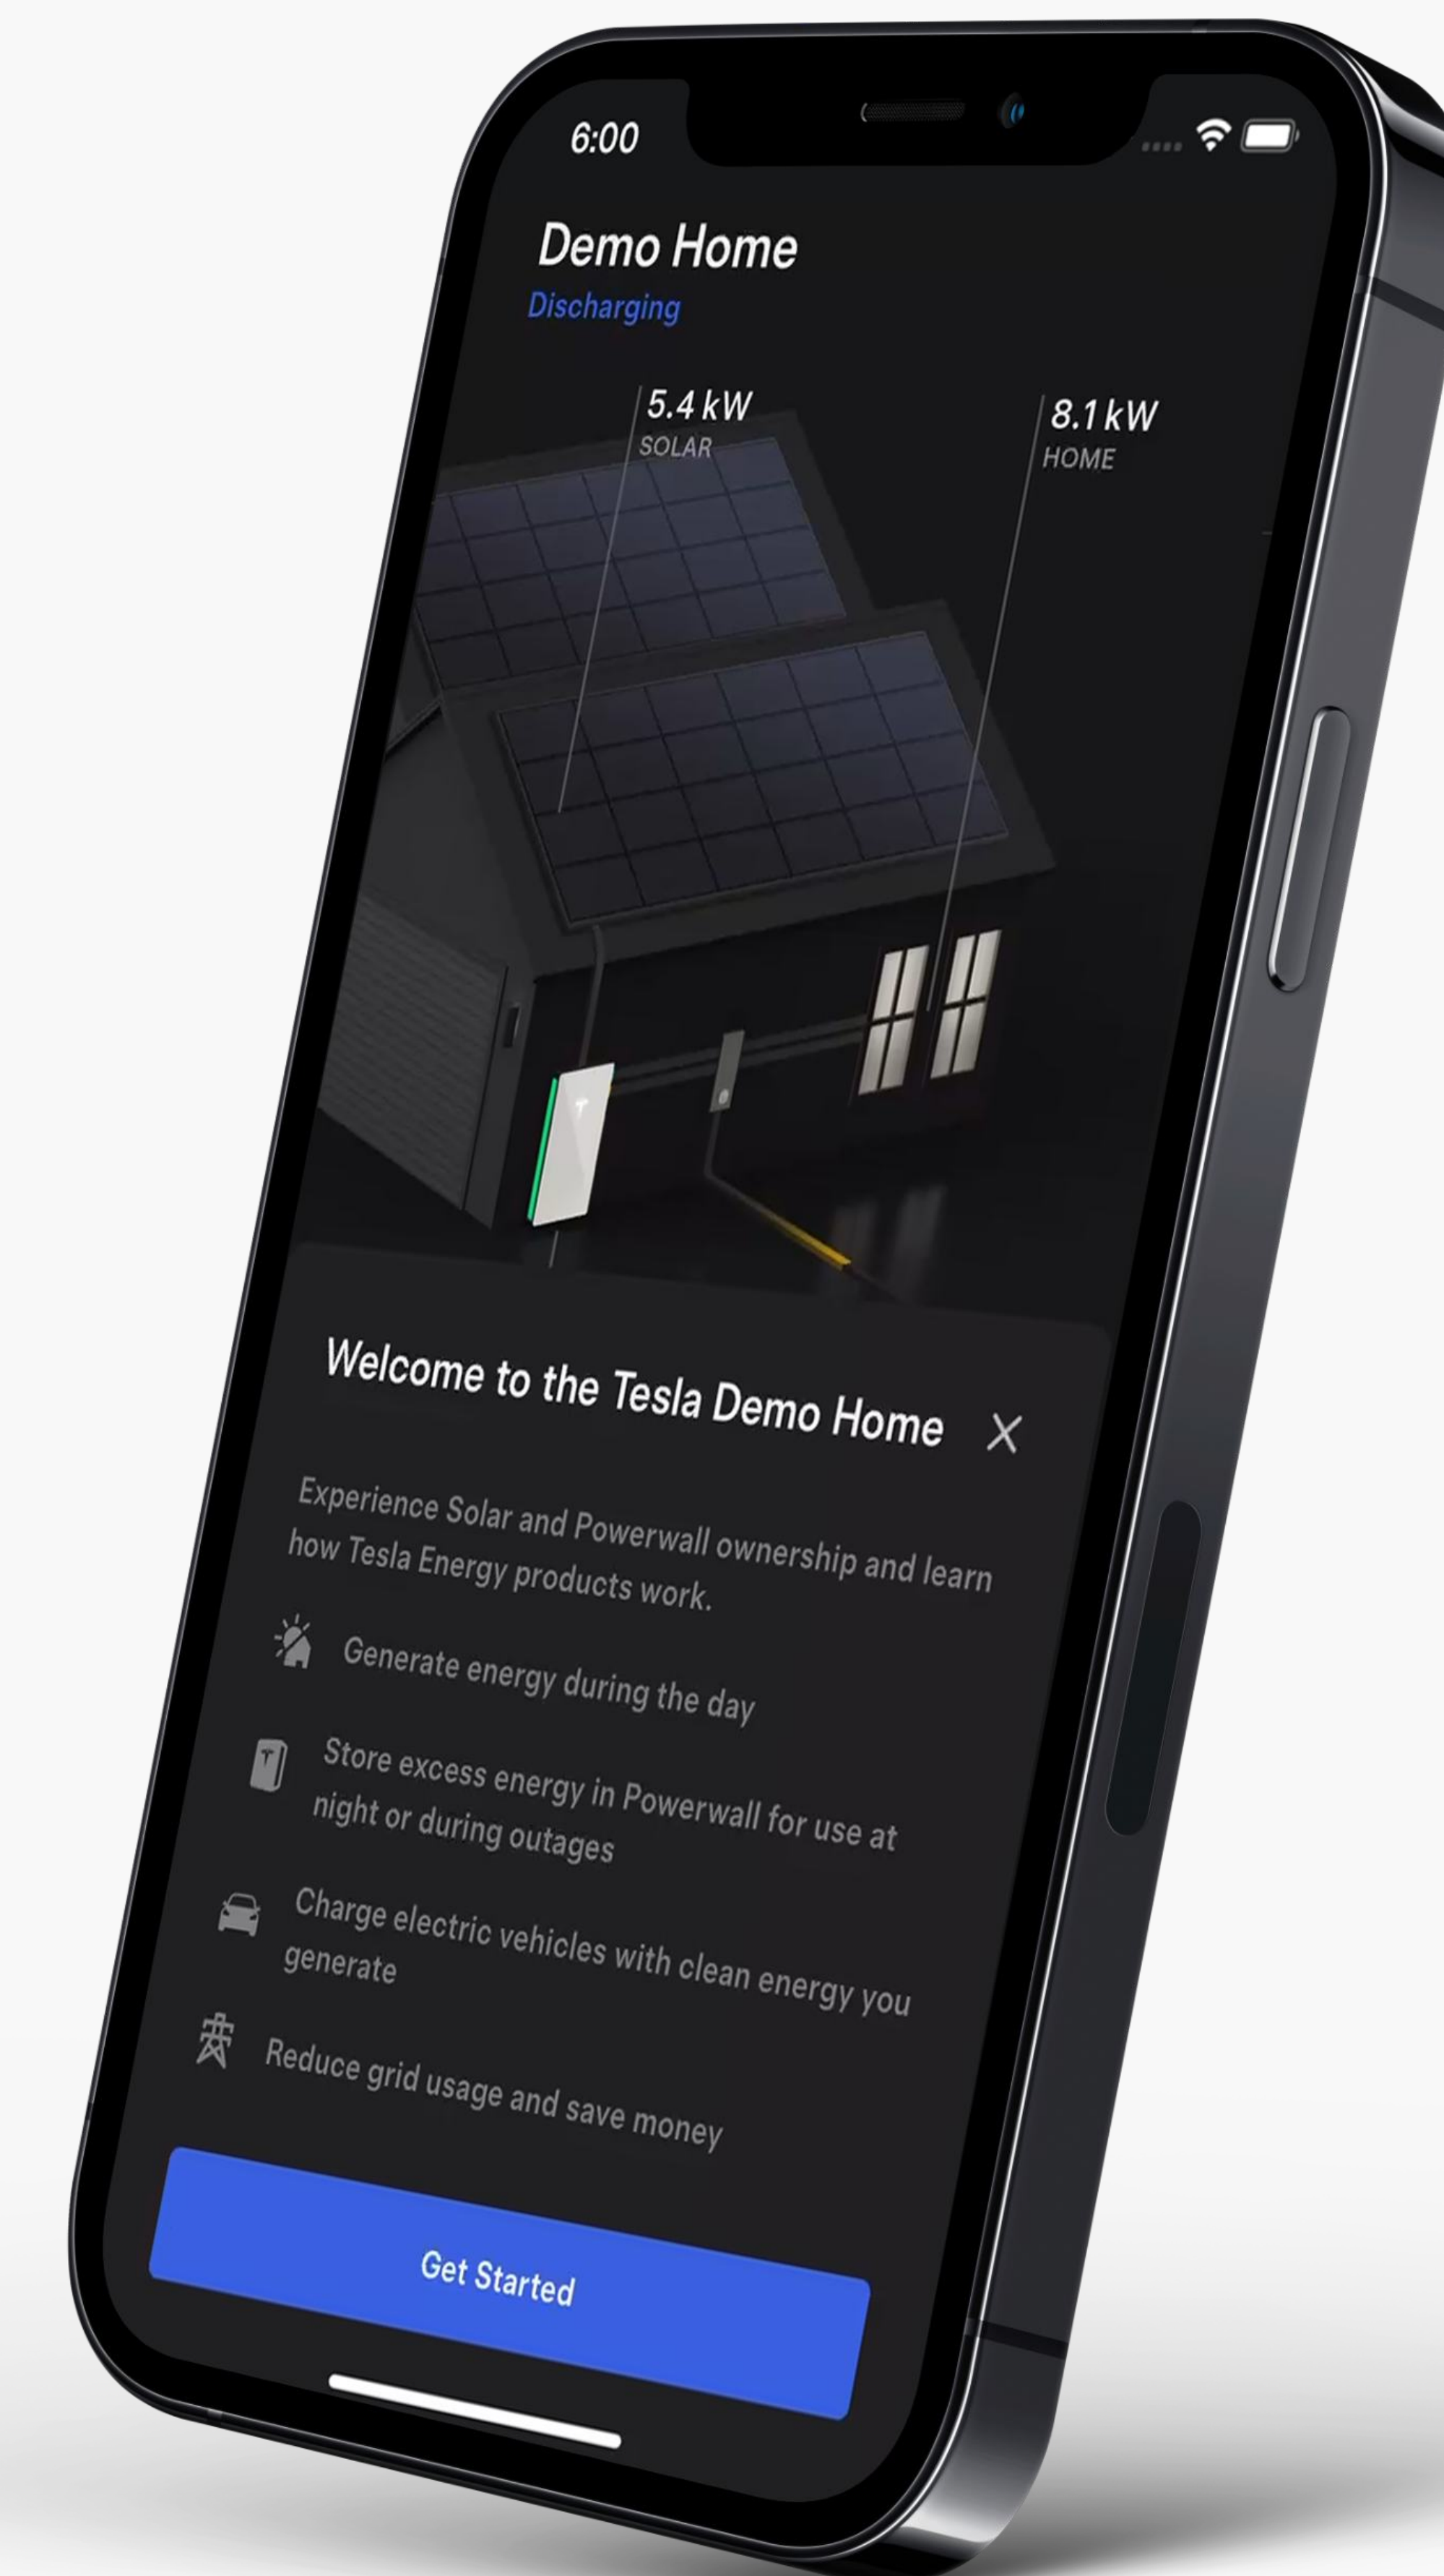 6:00
Demo Home
Discharging
5.4 kW
SOLAR
8.1 kW
HOME
Welcome to the Tesla Demo Home
Experience Solar and Powerwall ownership and learn
how Tesla Energy products work.
Generate energy during the day
Store excess energy in Powerwall for use at
night or during outages
Charge electric vehicles with clean energy you
generate
Reduce grid usage and save money
Get Started